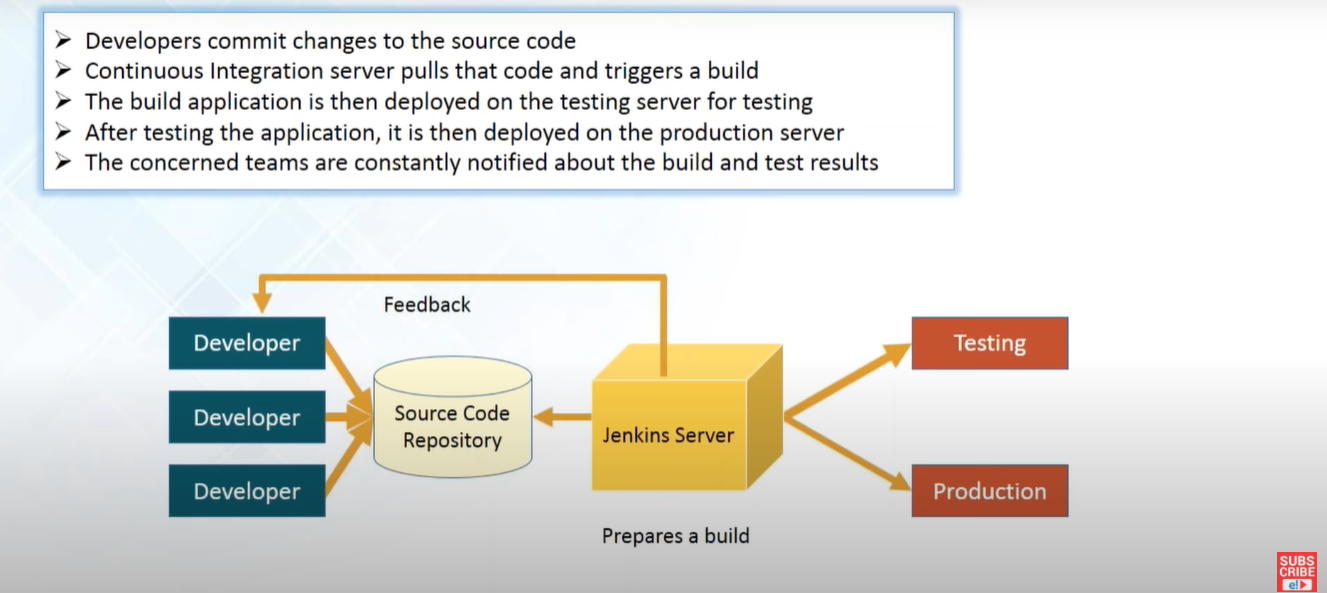 Developers commit changes to the source code
Continuous Integration server pulls that code and triggers a build
The build application is then deployed on the testing server for testing
After testing the application, it is then deployed on the production server
The concerned teams are constantly notified about the build and test results
Feedback
Developer
Developer
Developer
Source Code
Repository
Jenkins Server
Prepares a build
Testing
Production
SUBS
CRIBE
e!